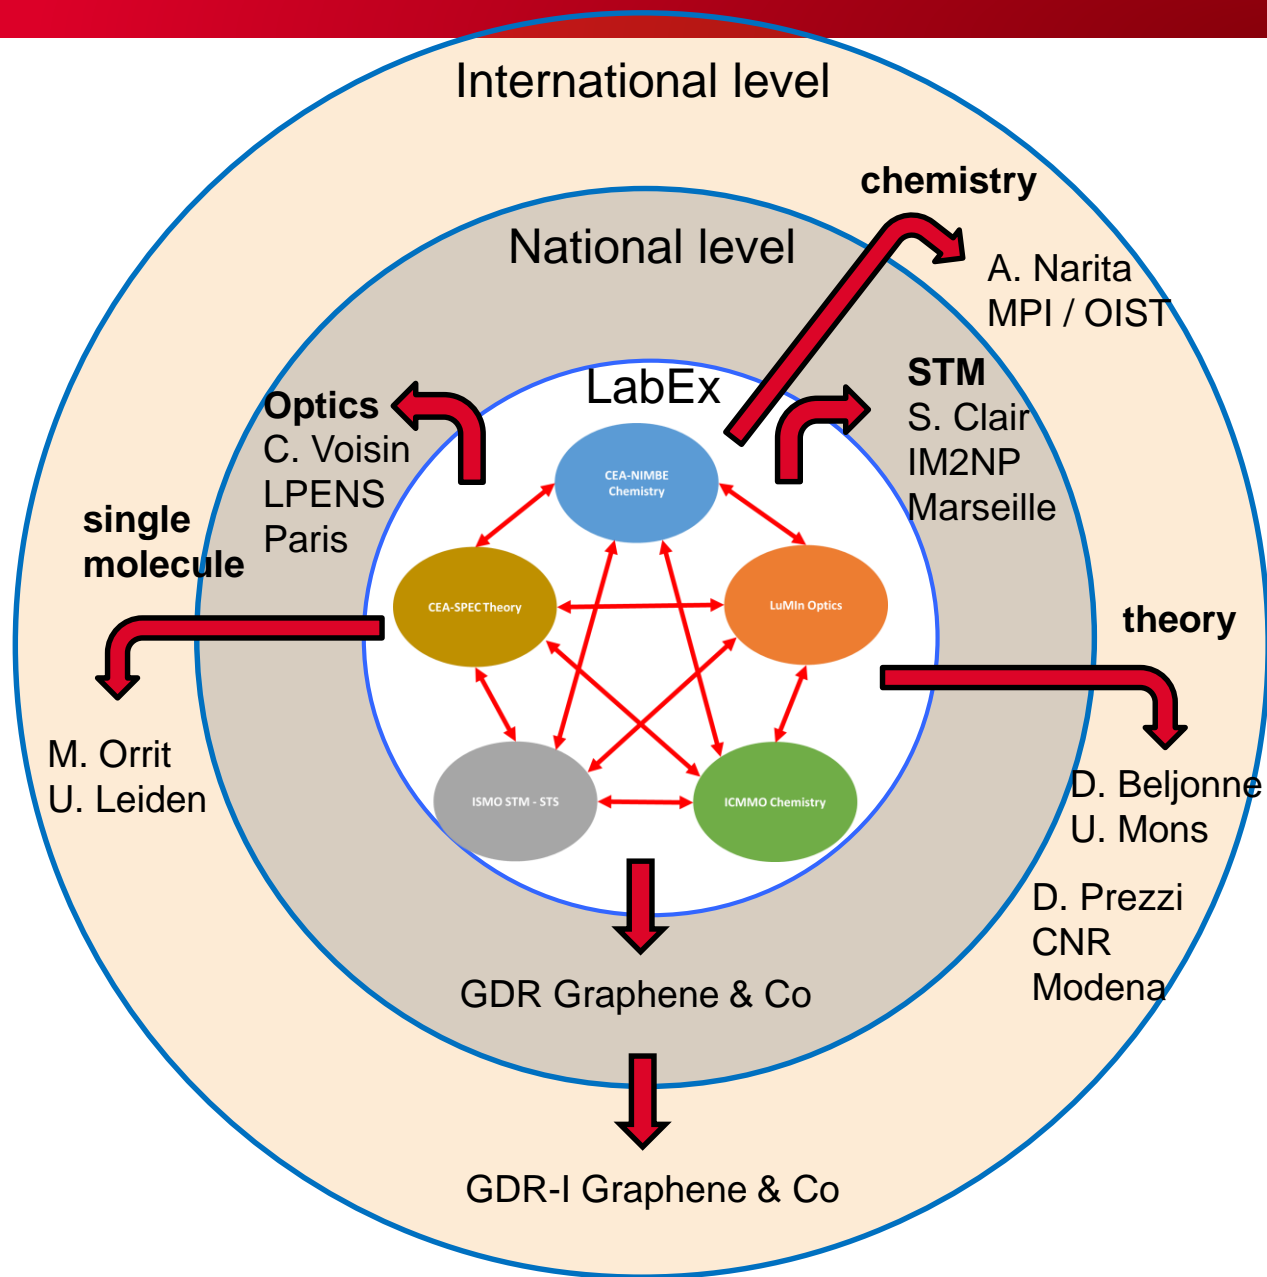 International level
chemistry
National level
A. Narita
MPI / OIST
LabEx
STM
S. Clair
IM2NP
Marseille
Optics
C. Voisin
LPENS
Paris
CEA-NIMBE
Chemistry
single
molecule
CEA-SPEC Theory
LuMIn Optics
theory
M. Orrit
U. Leiden
ISMO STM - STS
ICMMO Chemistry
D. Beljonne
U. Mons
D. Prezzi
CNR
Modena
GDR Graphene & Co
GDR-I Graphene & Co